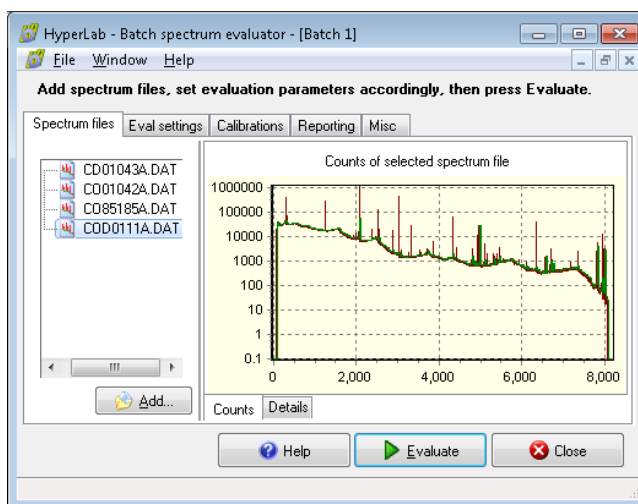 HyperLab - Batch spectrum evaluator - [Batch 1]
File Window Help
Add spectrum files, set evaluation parameters accordingly, then press Evaluate.
Spectrum files Eval settings Calibrations Reporting Misc
CD01043A.DAT
CO01042A.DAT
CO85185A.DAT
COD0111A.DAT
Add...
Counts of selected spectrum file
1000000
100000
10000
1000
100
10
1
0.1
0 2,000 4,000 6,000 8,000
Counts Details
Help Evaluate Close